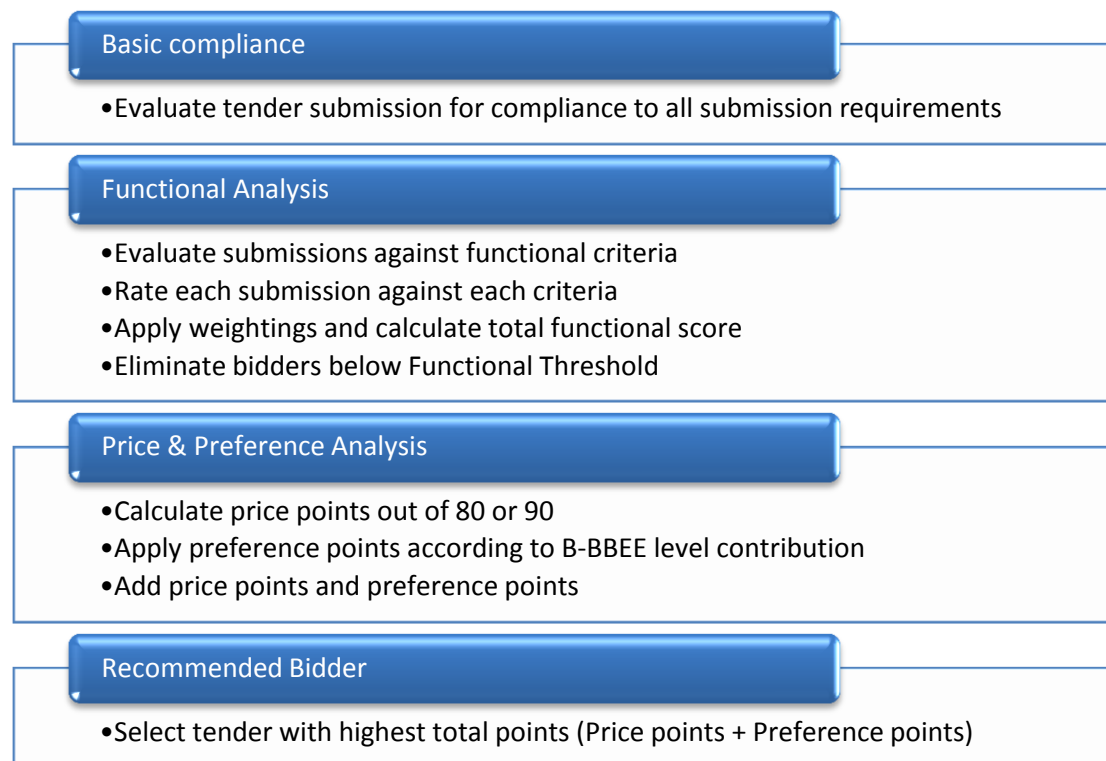 Basic compliance
•Evaluate tender submission for compliance to all submission requirements
Functional Analysis
•Evaluate submissions against functional criteria
•Rate each submission against each criteria
•Apply weightings and calculate total functional score
•Eliminate bidders below Functional Threshold
Price & Preference Analysis
•Calculate price points out of 80 or 90
•Apply preference points according to B-BBEE level contribution
•Add price points and preference points
Recommended Bidder
•Select tender with highest total points (Price points + Preference points)